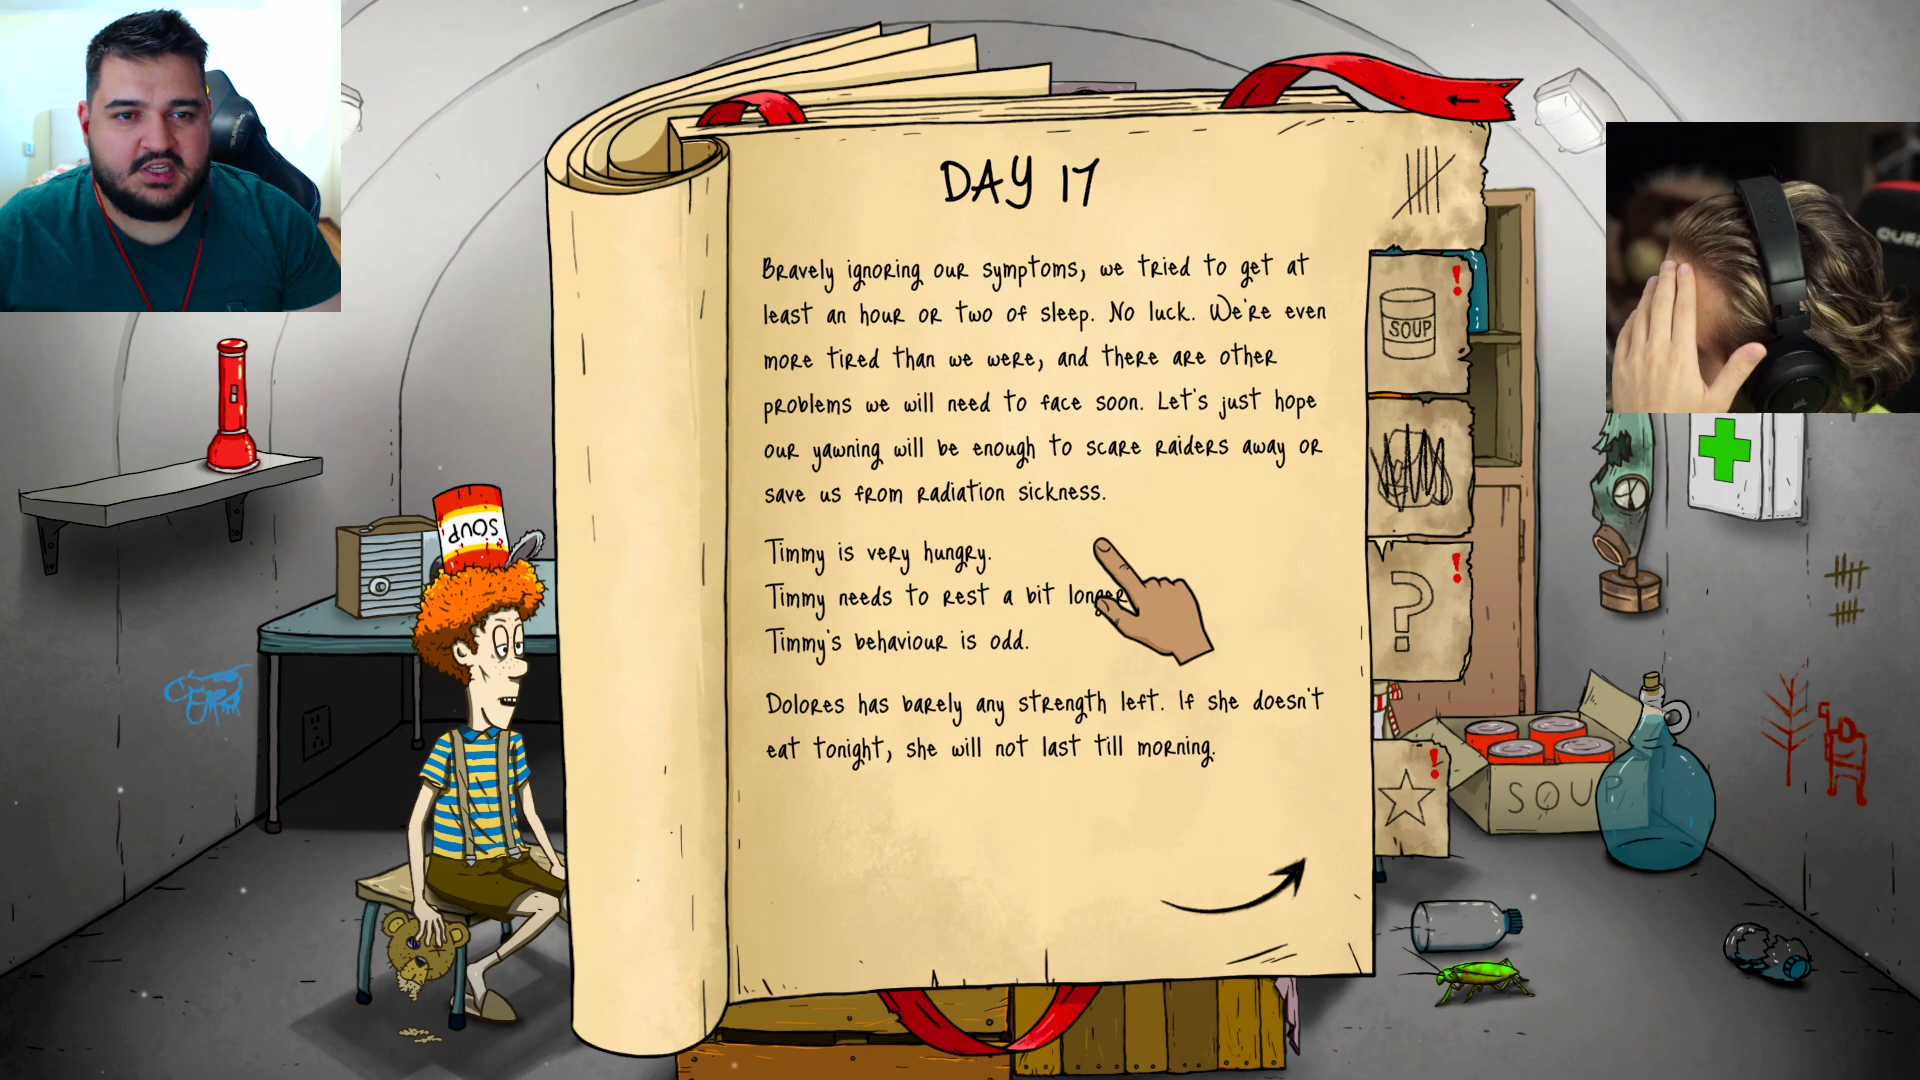 DAY 17
Bravely ignoring our symptoms, we tried to get at
least an hour or two of sleep. No luck. We're even
more tired than we were, and there are other
problems we will need to face soon. Let's just hope
our yawning will be enough to scare raiders away or
save us from radiation sickness.
Timmy is very hungry.
Timmy needs to rest a bit longer
Timmy's behaviour is odd.
Dolores has barely any strength left. If she doesn't
eat tonight, she will not last till morning.
SOUP
!
?
!
!
SOUP
SOUP